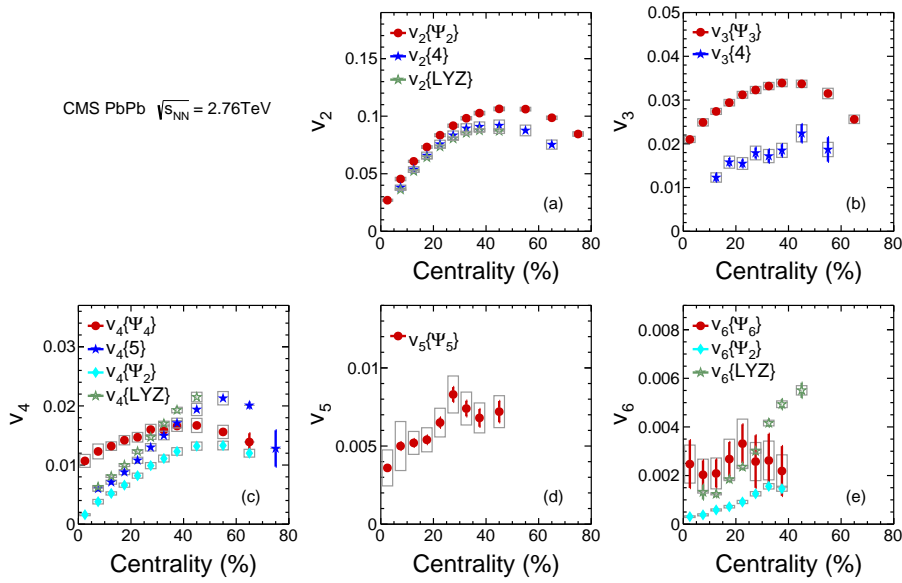 CMS PbPb √s_NN = 2.76TeV
v₂
0.15
0.1
0.05
0
v₂{Ψ₂}
v₂{4}
v₂{LYZ}
(a)
0 20 40 60 80
Centrality (%)
v₃
0.05
0.04
0.03
0.02
0.01
0
v₃{Ψ₃}
v₃{4}
(b)
0 20 40 60 80
Centrality (%)
v₄
0.03
0.02
0.01
0
v₄{Ψ₄}
v₄{5}
v₄{Ψ₂}
v₄{LYZ}
(c)
0 20 40 60 80
Centrality (%)
v₅
0.01
0.005
0
v₅{Ψ₅}
(d)
0 20 40 60 80
Centrality (%)
v₆
0.008
0.006
0.004
0.002
0
v₆{Ψ₆}
v₆{Ψ₂}
v₆{LYZ}
(e)
0 20 40 60 80
Centrality (%)